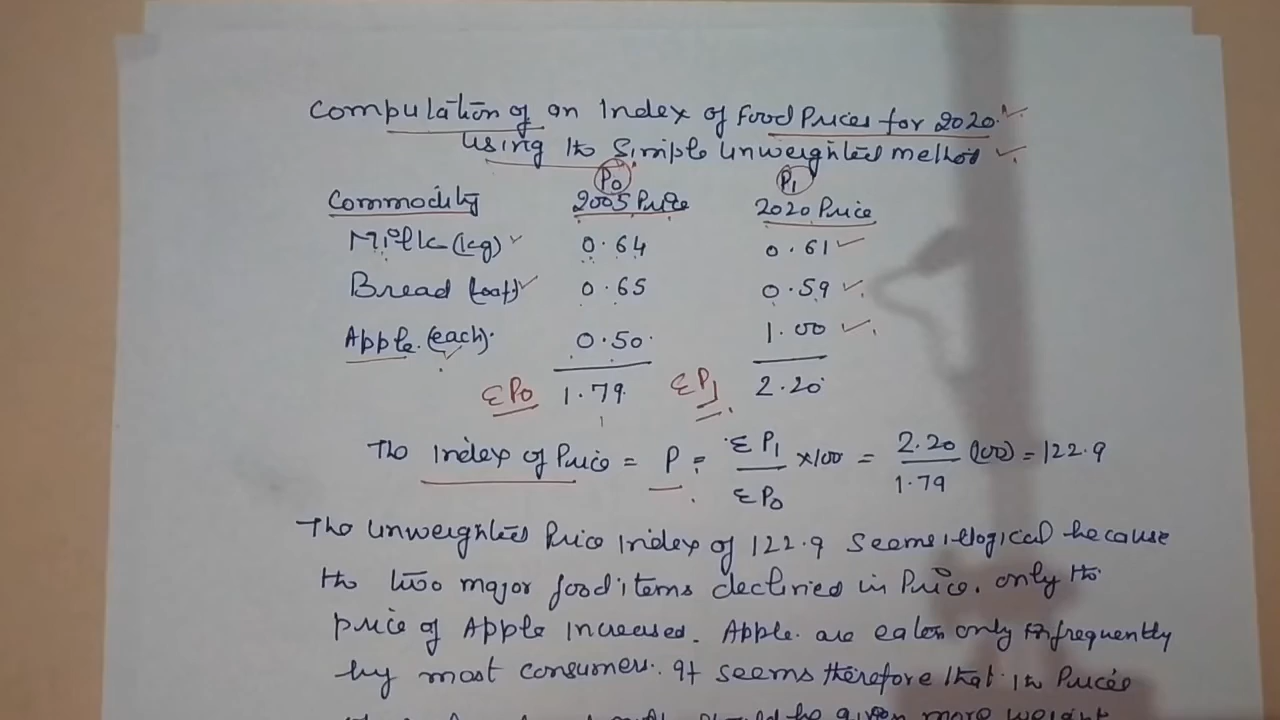 Computation of an Index of Food Prices for 2020.
Using the Simple Unweighted method
P0 P1
Commodity 2005 Price 2020 Price
Milk (kg) 0.64 0.61
Bread (loaf) 0.65 0.59
Apple (each). 0.50 1.00
ΣP0 1.79 ΣP1 2.20
The Index of Price = P = ΣP1 / ΣP0 ×100 = 2.20 / 1.79 (100) = 122.9
The Unweighted Price Index of 122.9 seems illogical because
the two major food items declined in Price. only the
price of Apple Increased. Apple are eaten only infrequently
by most consumers. It seems therefore that the Prices
be given more weight